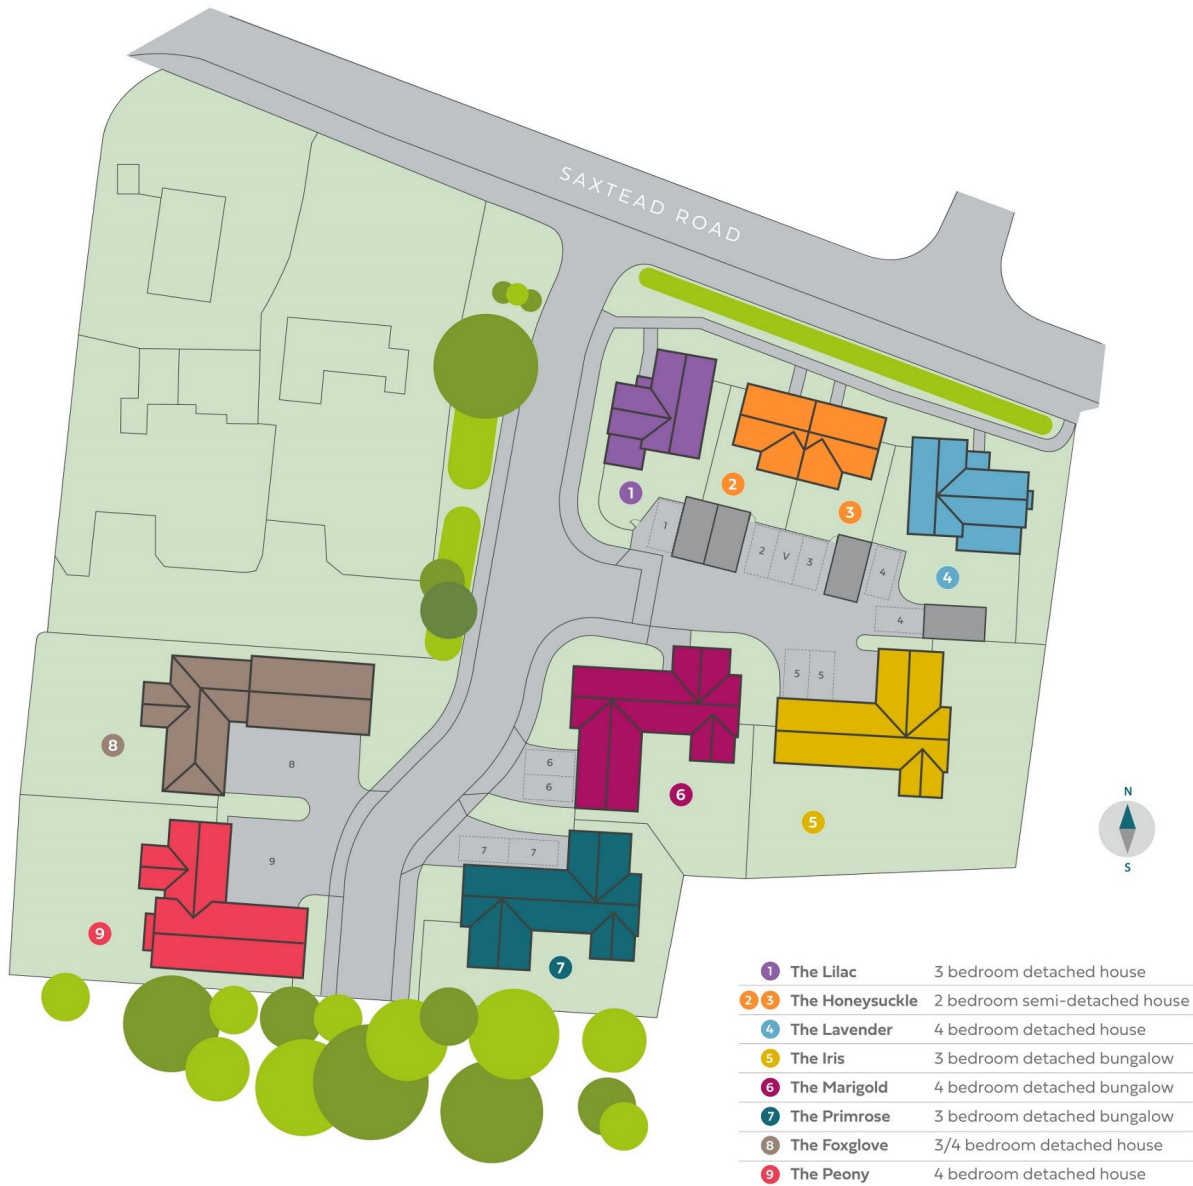 SAXTEAD ROAD
1
2
3
4
1
2
V
3
4
4
5
5
8
8
6
6
6
5
9
7
7
9
7
N
S
1 The Lilac 3 bedroom detached house
2 3 The Honeysuckle 2 bedroom semi-detached house
4 The Lavender 4 bedroom detached house
5 The Iris 3 bedroom detached bungalow
6 The Marigold 4 bedroom detached bungalow
7 The Primrose 3 bedroom detached bungalow
8 The Foxglove 3/4 bedroom detached house
9 The Peony 4 bedroom detached house